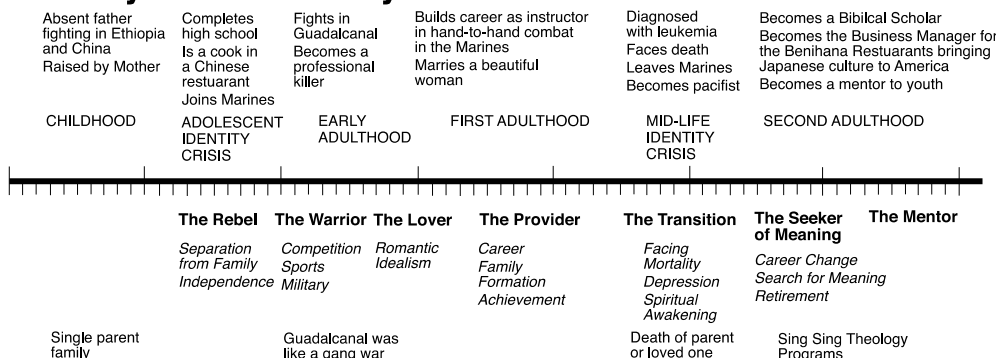 Absent father
fighting in Ethiopia
and China
Raised by Mother
Completes
high school
Is a cook in
a Chinese
restuarant
Joins Marines
Fights in
Guadalcanal
Becomes a
professional
killer
Builds career as instructor
in hand-to-hand combat
in the Marines
Marries a beautiful
woman
Diagnosed
with leukemia
Faces death
Leaves Marines
Becomes pacifist
Becomes a Bibilcal Scholar
Becomes the Business Manager for
the Benihana Restuarants bringing
Japanese culture to America
Becomes a mentor to youth
CHILDHOOD
ADOLESCENT
IDENTITY
CRISIS
EARLY
ADULTHOOD
FIRST ADULTHOOD
MID-LIFE
IDENTITY
CRISIS
SECOND ADULTHOOD
The Rebel
Separation
from Family
Independence
The Warrior
Competition
Sports
Military
The Lover
Romantic
Idealism
The Provider
Career
Family
Formation
Achievement
The Transition
Facing
Mortality
Depression
Spiritual
Awakening
The Seeker
of Meaning
Career Change
Search for Meaning
Retirement
The Mentor
Single parent
family
Guadalcanal was
like a gang war
Death of parent
or loved one
Sing Sing Theology
Programs